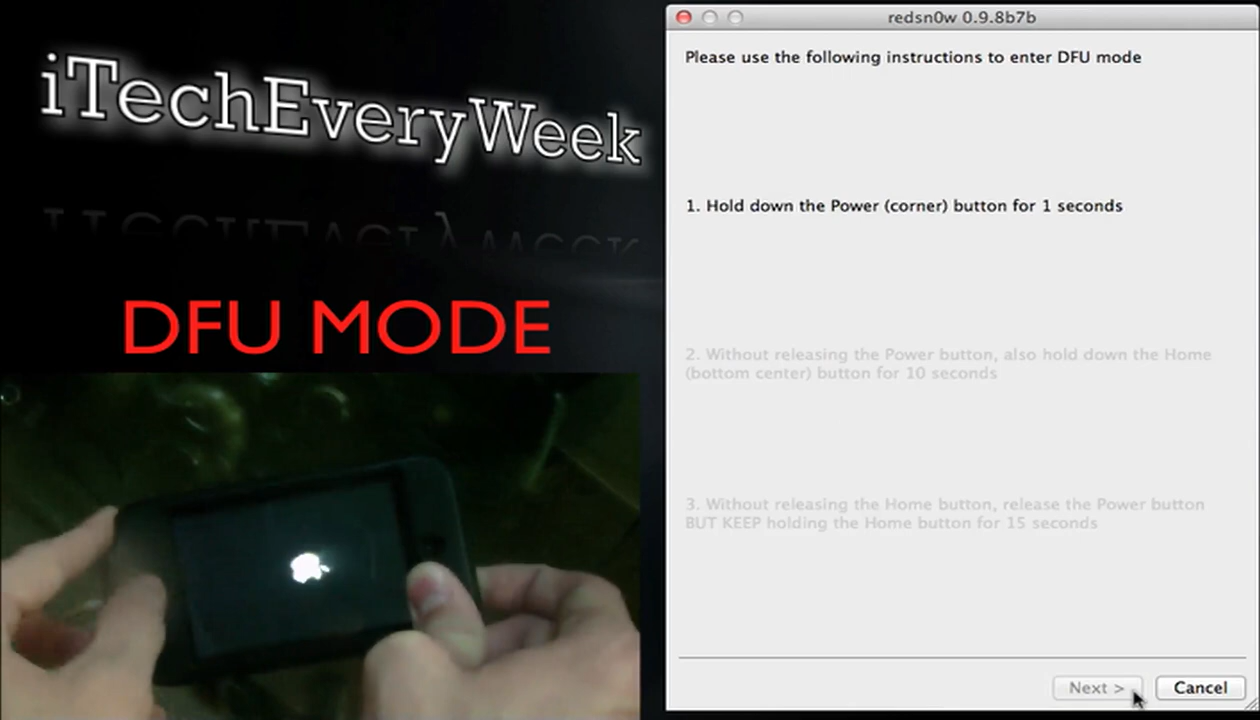 iTechEveryWeek
DFU MODE
redsn0w 0.9.8b7b
Please use the following instructions to enter DFU mode
1. Hold down the Power (corner) button for 1 seconds
2. Without releasing the Power button, also hold down the Home
(bottom center) button for 10 seconds
3. Without releasing the Home button, release the Power button
BUT KEEP holding the Home button for 15 seconds
Next >
Cancel